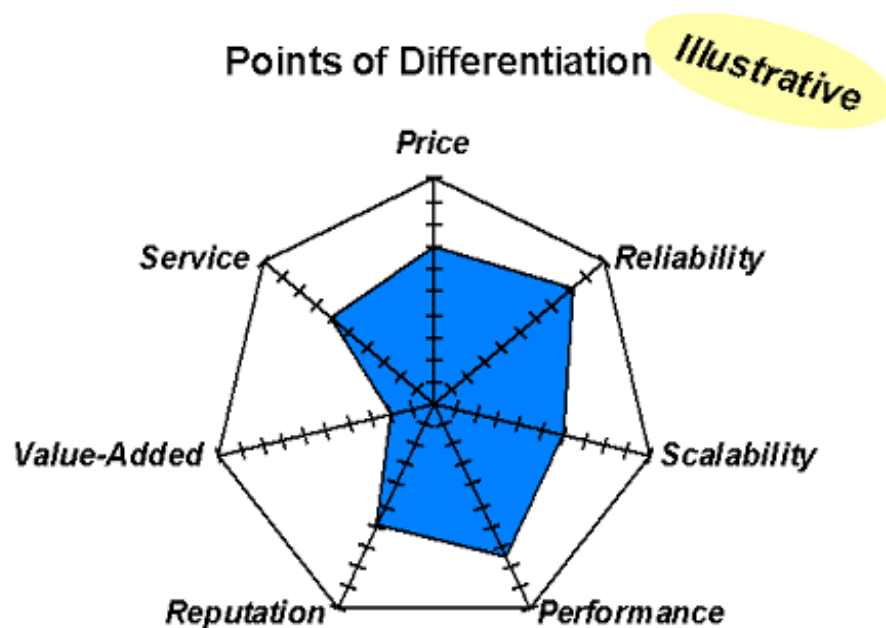 Points of Differentiation
Illustrative
Price
Service
Reliability
Value-Added
Scalability
Reputation
Performance